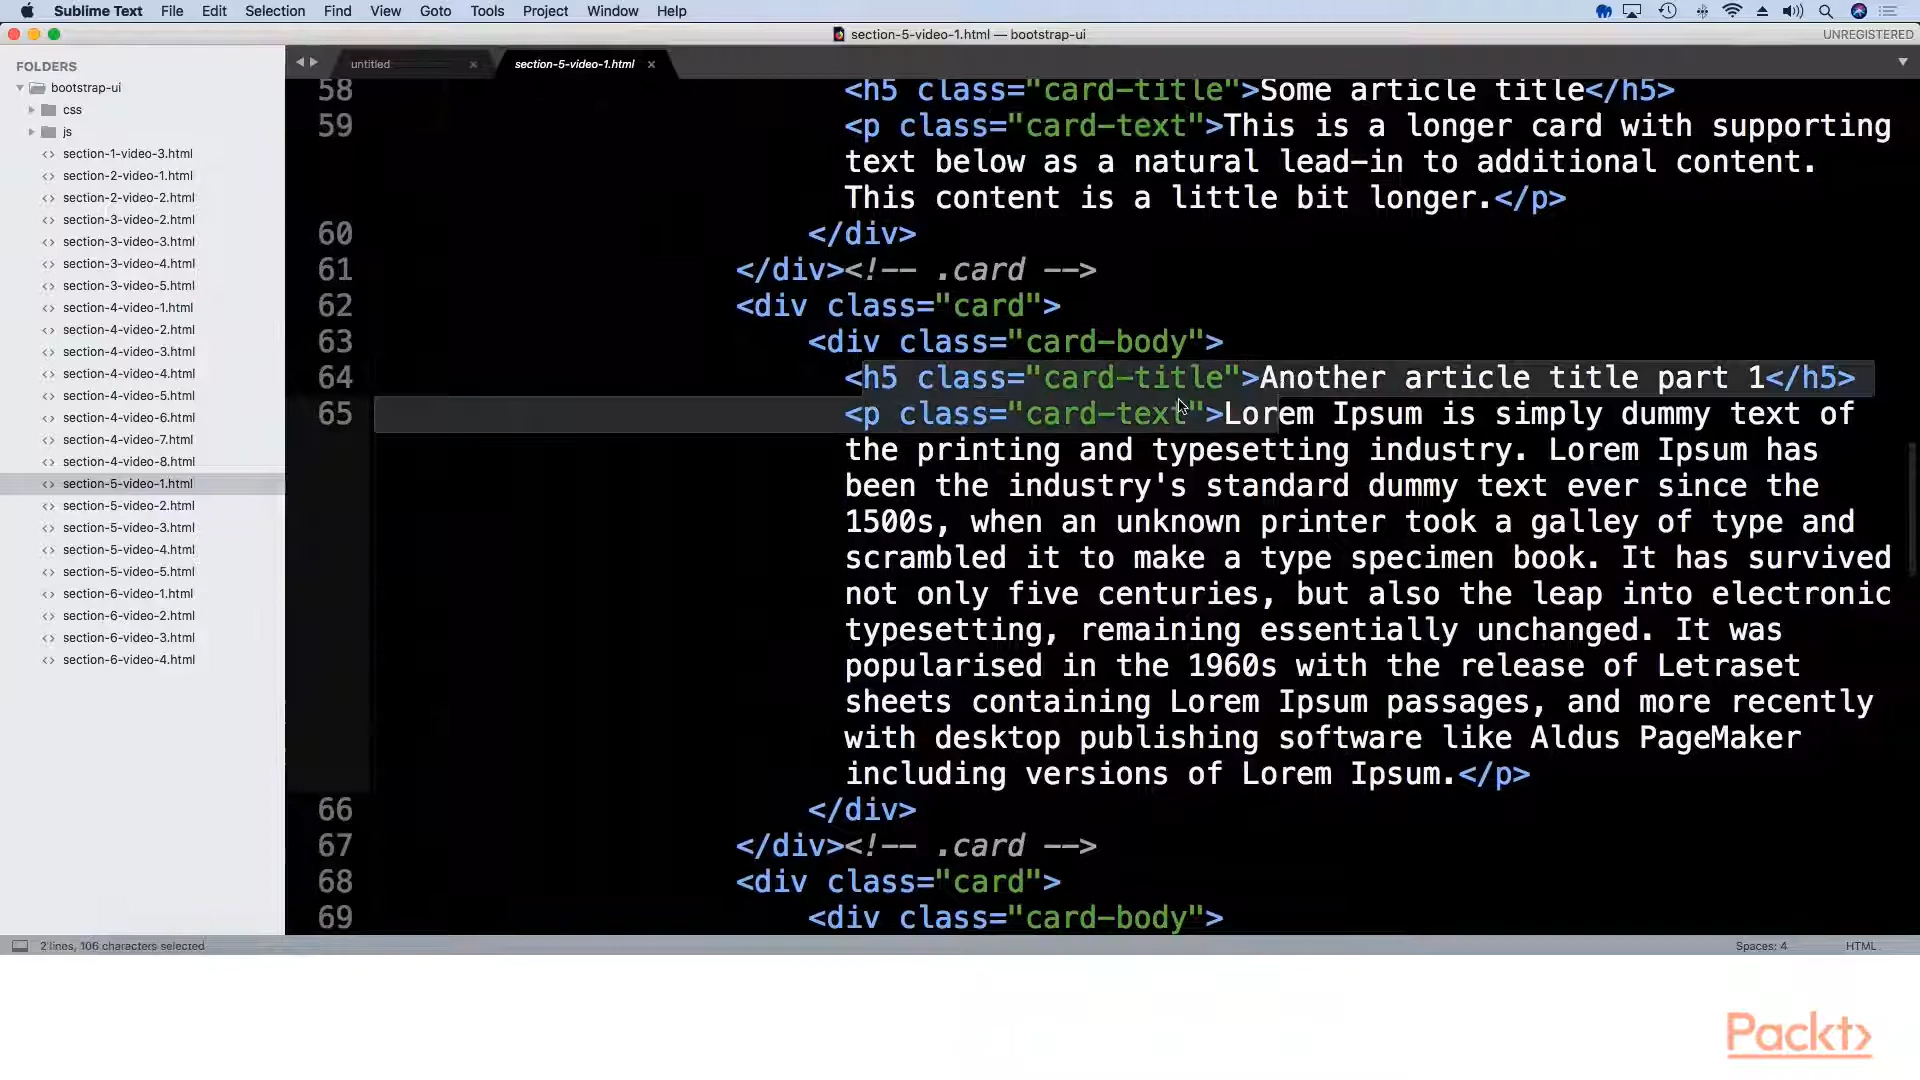 Sublime Text File Edit Selection Find View Goto Tools Project Window Help
section-5-video-1.html — bootstrap-ui
UNREGISTERED
FOLDERS
bootstrap-ui
css
js
section-1-video-3.html
section-2-video-1.html
section-2-video-2.html
section-3-video-2.html
section-3-video-3.html
section-3-video-4.html
section-3-video-5.html
section-4-video-1.html
section-4-video-2.html
section-4-video-3.html
section-4-video-4.html
section-4-video-5.html
section-4-video-6.html
section-4-video-7.html
section-4-video-8.html
section-5-video-1.html
section-5-video-2.html
section-5-video-3.html
section-5-video-4.html
section-5-video-5.html
section-6-video-1.html
section-6-video-2.html
section-6-video-3.html
section-6-video-4.html
untitled
section-5-video-1.html
58 <h5 class="card-title">Some article title</h5>
59 <p class="card-text">This is a longer card with supporting
text below as a natural lead-in to additional content.
This content is a little bit longer.</p>
60 </div>
61 </div><!-- .card -->
62 <div class="card">
63 <div class="card-body">
64 <h5 class="card-title">Another article title part 1</h5>
65 <p class="card-text">Lorem Ipsum is simply dummy text of
the printing and typesetting industry. Lorem Ipsum has
been the industry's standard dummy text ever since the
1500s, when an unknown printer took a galley of type and
scrambled it to make a type specimen book. It has survived
not only five centuries, but also the leap into electronic
typesetting, remaining essentially unchanged. It was
popularised in the 1960s with the release of Letraset
sheets containing Lorem Ipsum passages, and more recently
with desktop publishing software like Aldus PageMaker
including versions of Lorem Ipsum.</p>
66 </div>
67 </div><!-- .card -->
68 <div class="card">
69 <div class="card-body">
2 lines, 106 characters selected
Spaces: 4
HTML
Packt>